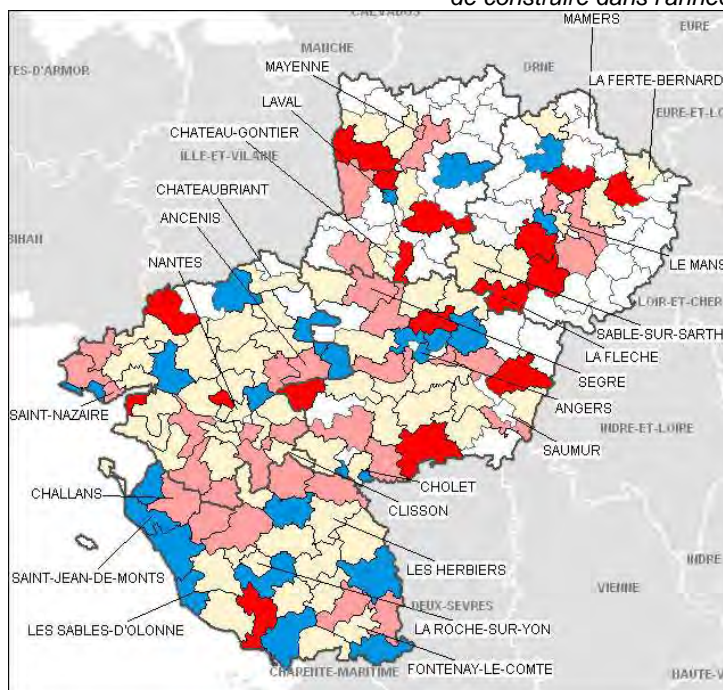 de construire dans l'année
CALVADOS
MAMERS
EURE
MANCHE
MAYENNE
ORNE
LA FERTE-BERNARD
TES-D'ARMOR
LAVAL
EURE-ET-LO
CHATEAU-GONTIER
ILLE-ET-VILAINE
CHATEAUBRIANT
ANCENIS
BIHAN
NANTES
LE MANS
LOIR-ET-CHER
SABLE-SUR-SARTH
LA FLECHE
SEGRE
SAINT-NAZAIRE
ANGERS
INDRE-ET-LOIRE
SAUMUR
CHOLET
CHALLANS
CLISSON
INDRE
SAINT-JEAN-DE-MONTS
LES HERBIERS
VIENNE
DEUX-SEVRES
LES SABLES-D'OLONNE
LA ROCHE-SUR-YON
FONTENAY-LE-COMTE
CHARENTE-MARITIME
HAUTE-V